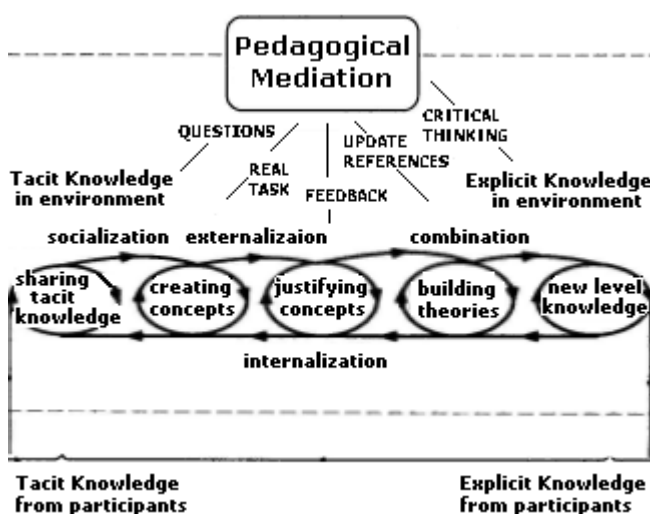 Pedagogical
Mediation
QUESTIONS
REAL
TASK
FEEDBACK
UPDATE
REFERENCES
CRITICAL
THINKING
Tacit Knowledge
in environment
Explicit Knowledge
in environment
socialization
externalizaion
combination
sharing
tacit
knowledge
creating
concepts
justifying
concepts
building
theories
new level
knowledge
internalization
Tacit Knowledge
from participants
Explicit Knowledge
from participants